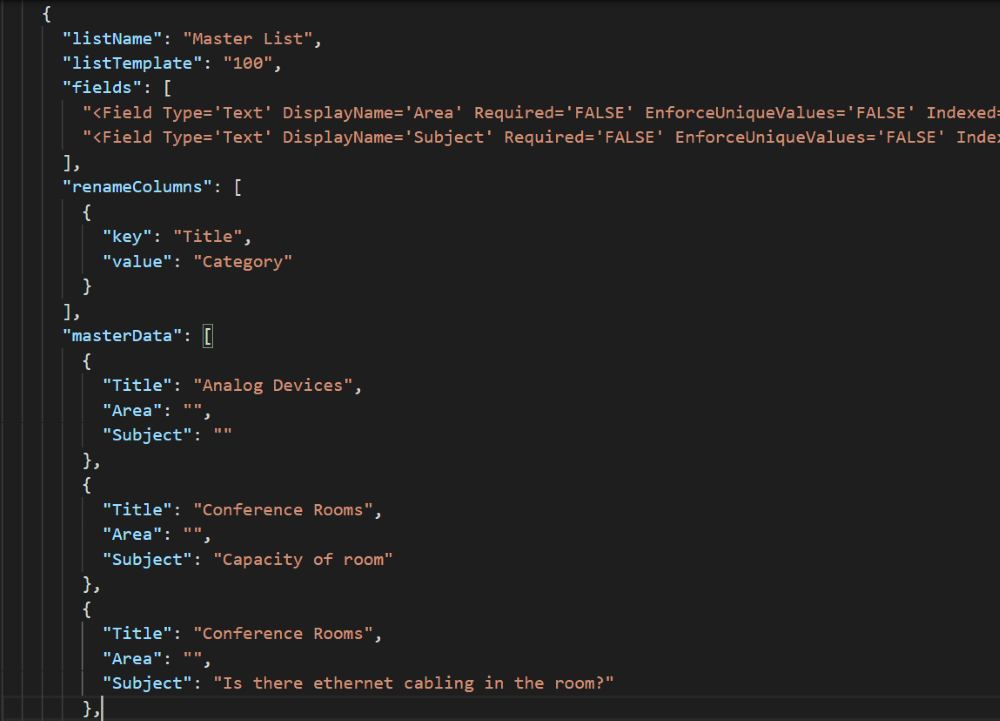 {
"listName": "Master List",
"listTemplate": "100",
"fields": [
"<Field Type='Text' DisplayName='Area' Required='FALSE' EnforceUniqueValues='FALSE' Indexed=
"<Field Type='Text' DisplayName='Subject' Required='FALSE' EnforceUniqueValues='FALSE' Inde
],
"renameColumns": [
{
"key": "Title",
"value": "Category"
}
],
"masterData": [
{
"Title": "Analog Devices",
"Area": "",
"Subject": ""
},
{
"Title": "Conference Rooms",
"Area": "",
"Subject": "Capacity of room"
},
{
"Title": "Conference Rooms",
"Area": "",
"Subject": "Is there ethernet cabling in the room?"
},